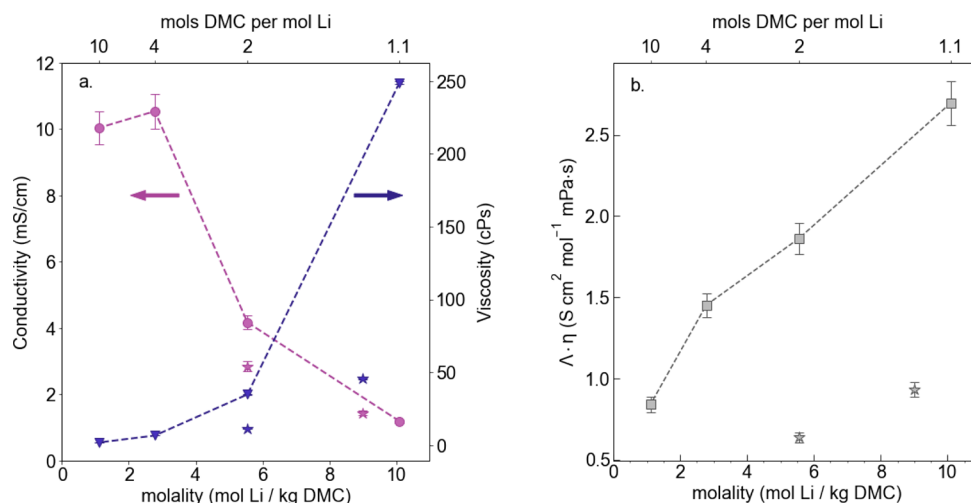 mols DMC per mol Li
10 4 2 1.1
a.
12
10
8
6
4
2
0
Conductivity (mS/cm)
250
200
150
100
50
0
Viscosity (cPs)
0 2 4 6 8 10
molality (mol Li / kg DMC)
mols DMC per mol Li
10 4 2 1.1
b.
2.5
2.0
1.5
1.0
0.5
Λ · η (S cm² mol⁻¹ mPa·s)
0 2 4 6 8 10
molality (mol Li / kg DMC)